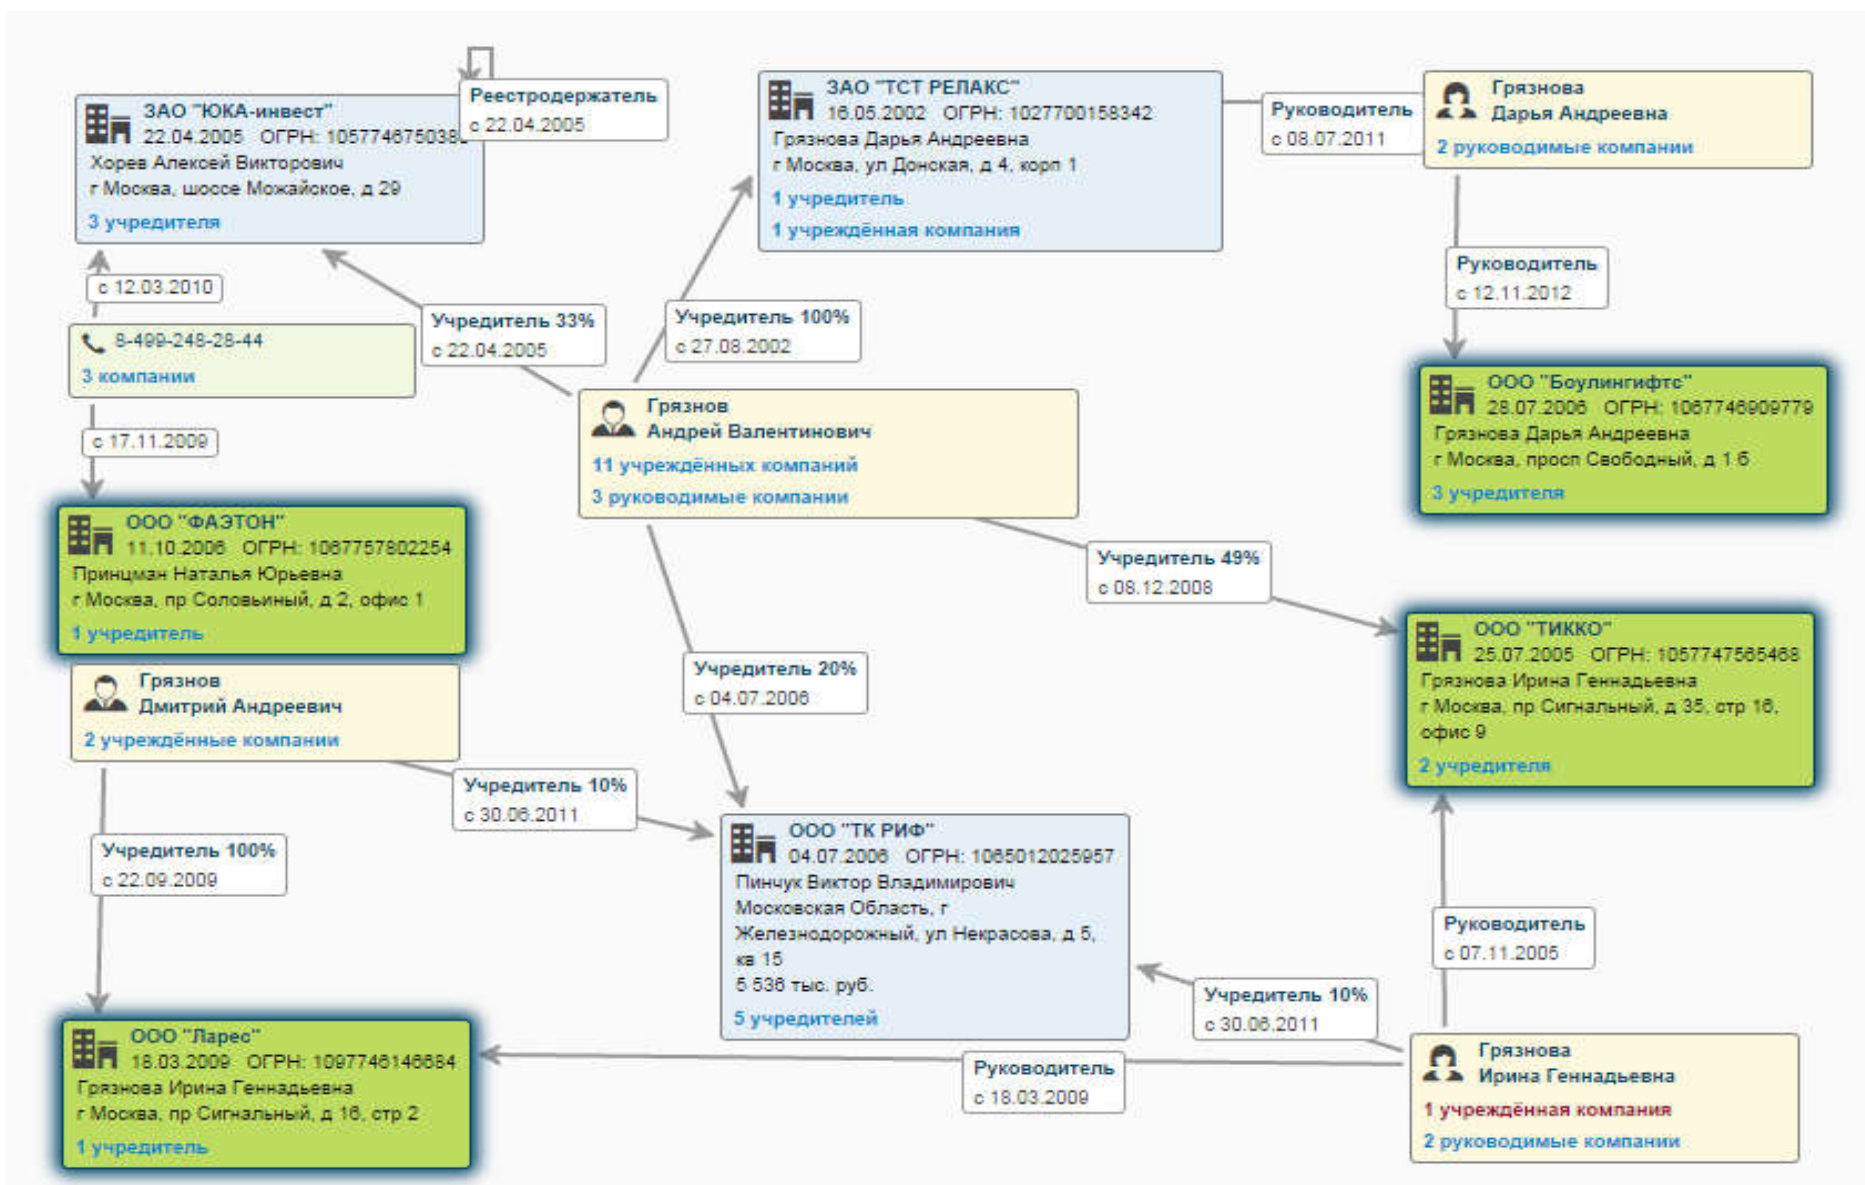 ЗАО "ЮКА-инвест"
22.04.2005 ОГРН: 105774675038
Хорев Алексей Викторович
г Москва, шоссе Можайское, д 29
3 учредителя
Реестродержатель
с 22.04.2005
ЗАО "ТСТ РЕЛАКС"
16.05.2002 ОГРН: 1027700158342
Грязнова Дарья Андреевна
г Москва, ул Донская, д 4, корп 1
1 учредитель
1 учреждённая компания
Руководитель
с 08.07.2011
Грязнова
Дарья Андреевна
2 руководимые компании
с 12.03.2010
8-499-248-28-44
3 компании
с 17.11.2009
Учредитель 33%
с 22.04.2005
Учредитель 100%
с 27.08.2002
Руководитель
с 12.11.2012
Грязнов
Андрей Валентинович
11 учреждённых компаний
3 руководимые компании
ООО "Боулингифтс"
28.07.2006 ОГРН: 1067746909779
Грязнова Дарья Андреевна
г Москва, просп Свободный, д 1 б
3 учредителя
ООО "ФАЭТОН"
11.10.2006 ОГРН: 1067757802254
Принцман Наталья Юрьевна
г Москва, пр Соловьиный, д 2, офис 1
1 учредитель
Учредитель 49%
с 08.12.2008
ООО "ТИККО"
25.07.2005 ОГРН: 1057747565468
Грязнова Ирина Геннадьевна
г Москва, пр Сигнальный, д 35, стр 16,
офис 9
2 учредителя
Грязнов
Дмитрий Андреевич
2 учреждённые компании
Учредитель 20%
с 04.07.2006
Учредитель 10%
с 30.06.2011
Учредитель 100%
с 22.09.2009
ООО "ТК РИФ"
04.07.2006 ОГРН: 1065012025957
Пинчук Виктор Владимирович
Московская Область, г
Железнодорожный, ул Некрасова, д 5,
кв 15
5 536 тыс. руб.
5 учредителей
Руководитель
с 07.11.2005
Учредитель 10%
с 30.06.2011
ООО "Ларес"
18.03.2009 ОГРН: 1097746146684
Грязнова Ирина Геннадьевна
г Москва, пр Сигнальный, д 16, стр 2
1 учредитель
Руководитель
с 18.03.2009
Грязнова
Ирина Геннадьевна
1 учреждённая компания
2 руководимые компании